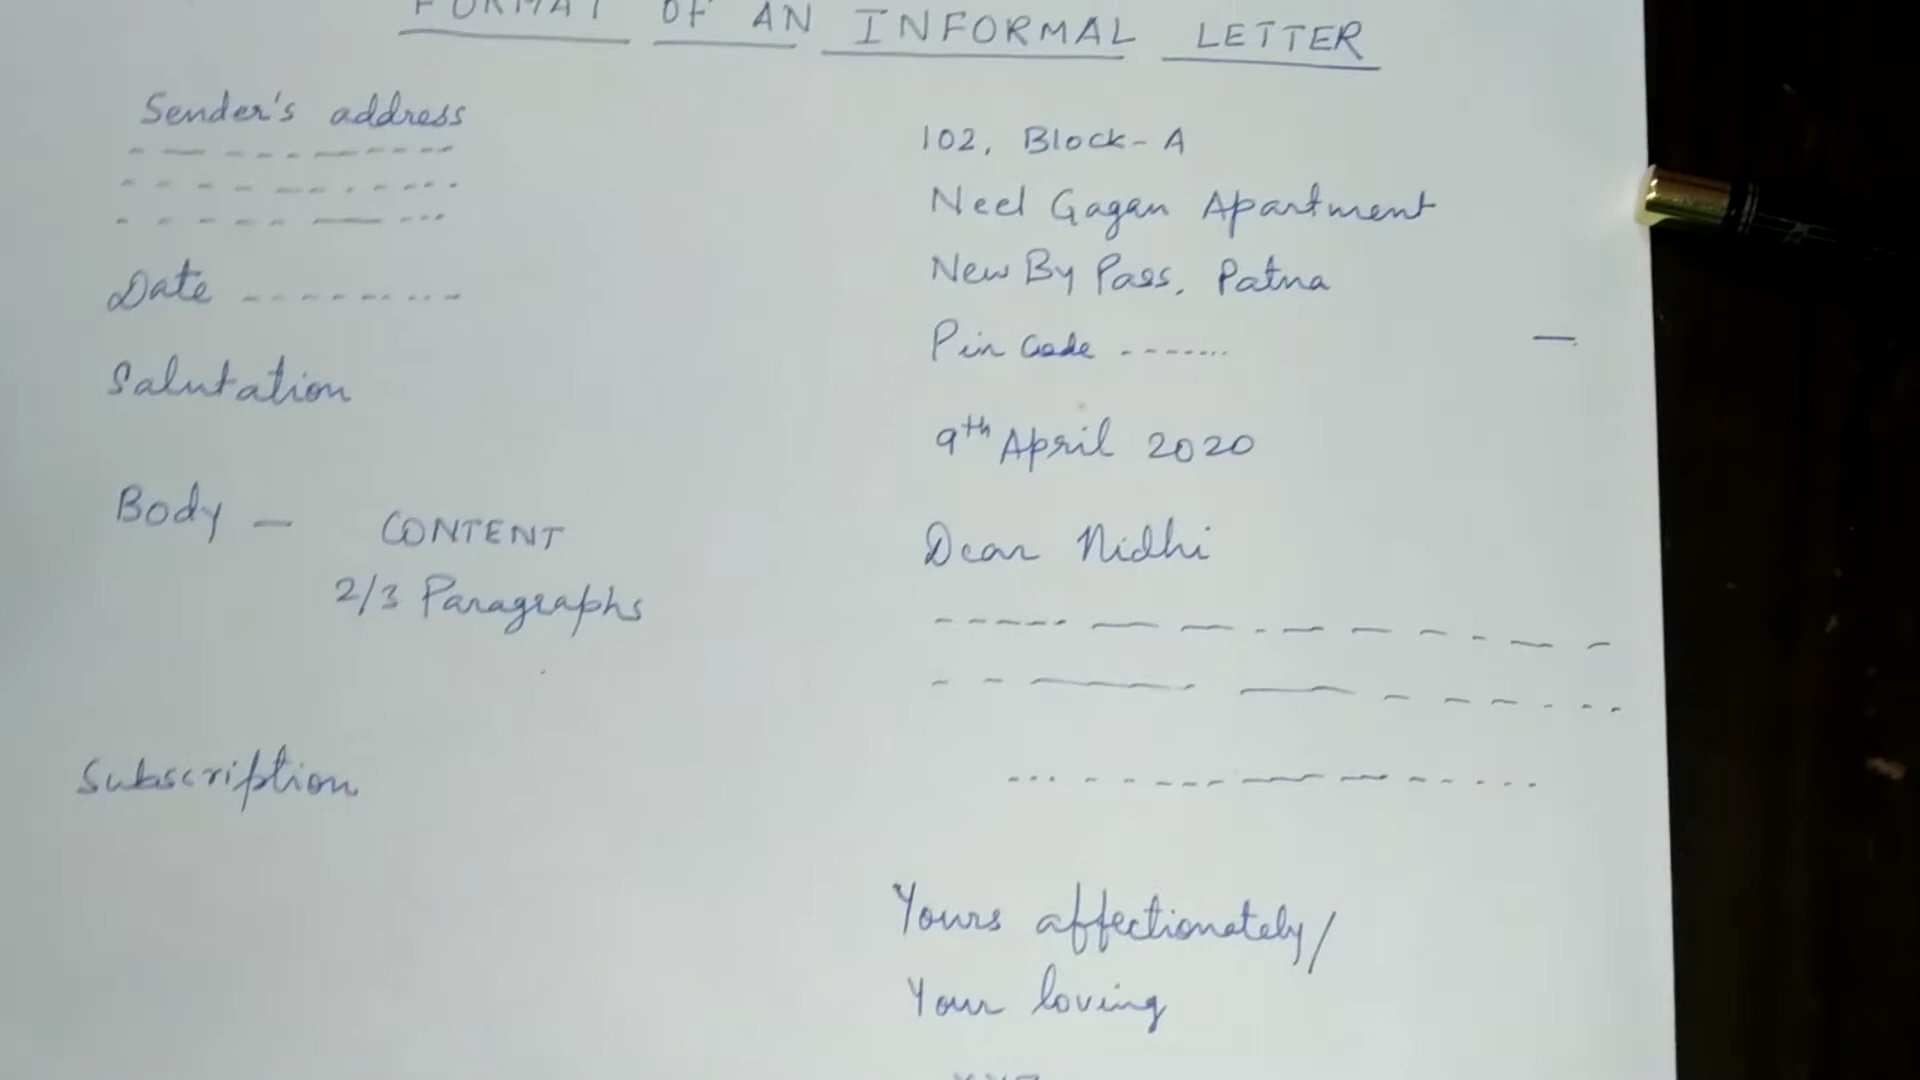 FORMAT OF AN INFORMAL LETTER
Sender's address
Date
Salutation
Body - CONTENT
2/3 Paragraphs
Subscription
102, Block-A
Neel Gagan Apartment
New By Pass, Patna
Pin Code
9th April 2020
Dear Nidhi
Yours affectionately/
Your loving